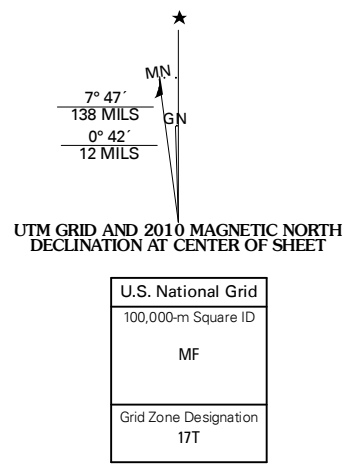 MN
7° 47´
138 MILS
GN
0° 42´
12 MILS
UTM GRID AND 2010 MAGNETIC NORTH
DECLINATION AT CENTER OF SHEET
U.S. National Grid
100,000-m Square ID
MF
Grid Zone Designation
17T